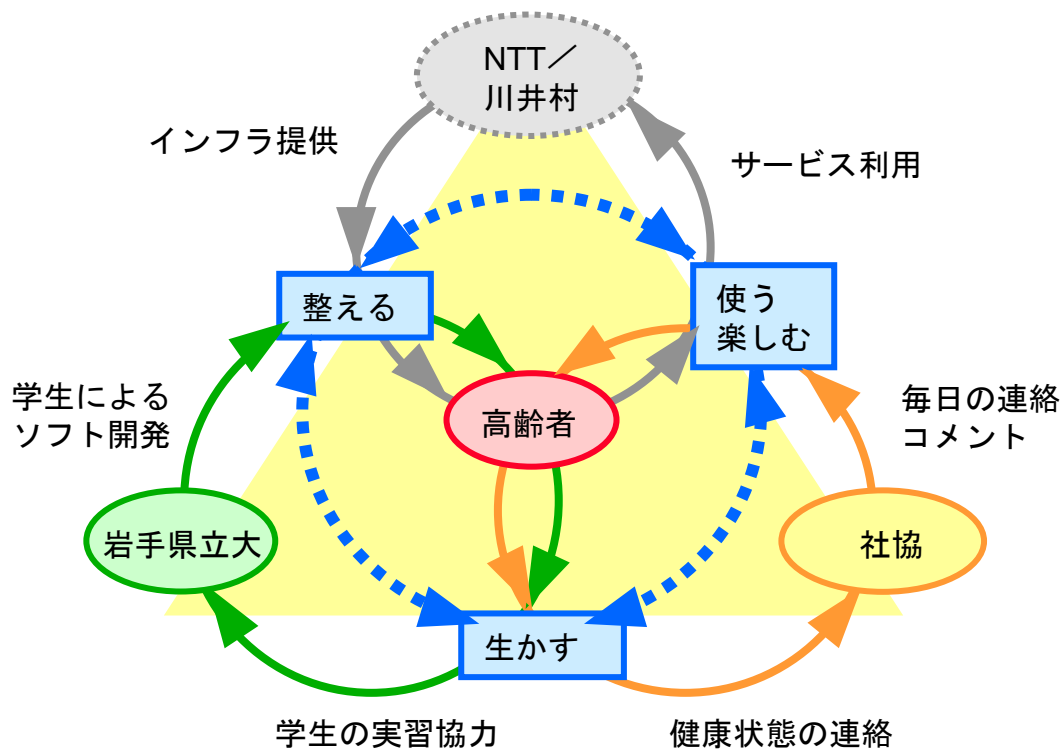 NTT／
川井村
インフラ提供
サービス利用
整える
使う
楽しむ
学生による
ソフト開発
高齢者
毎日の連絡
コメント
岩手県立大
社協
生かす
学生の実習協力
健康状態の連絡